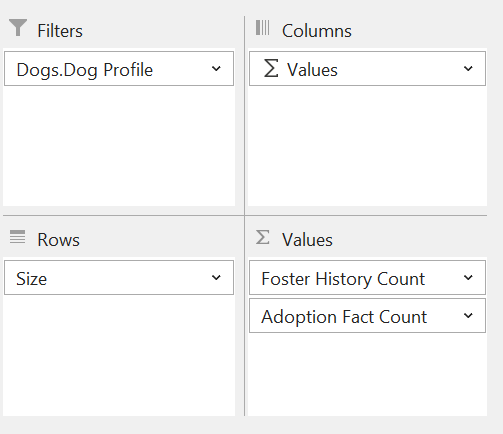 Filters
Dogs.Dog Profile
Columns
Σ Values
Rows
Size
Σ Values
Foster History Count
Adoption Fact Count